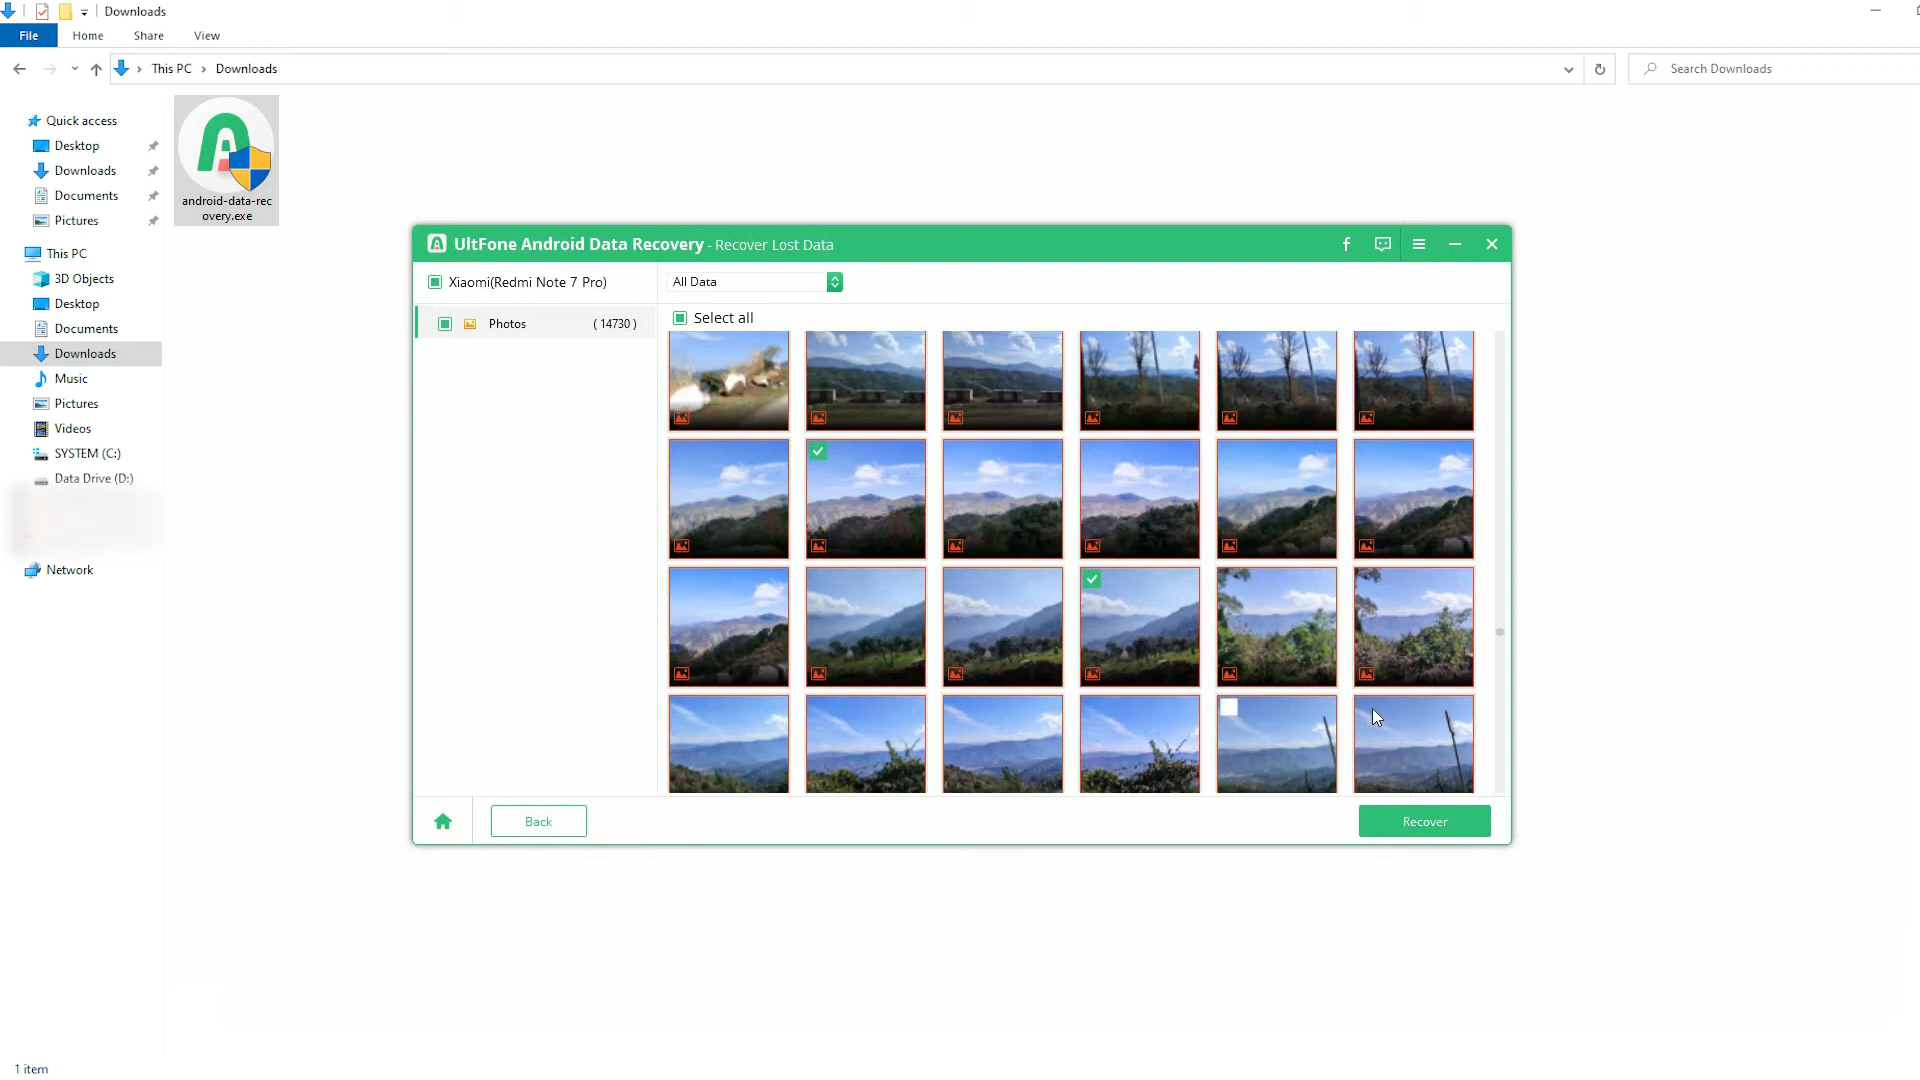 Downloads
File Home Share View
This PC Downloads
Search Downloads
Quick access
Desktop
Downloads
Documents
Pictures
This PC
3D Objects
Desktop
Documents
Downloads
Music
Pictures
Videos
SYSTEM (C:)
Data Drive (D:)
Network
android-data-rec
overy.exe
UltFone Android Data Recovery - Recover Lost Data
Xiaomi(Redmi Note 7 Pro)
All Data
Photos ( 14730 )
Select all
Back
Recover
1 item